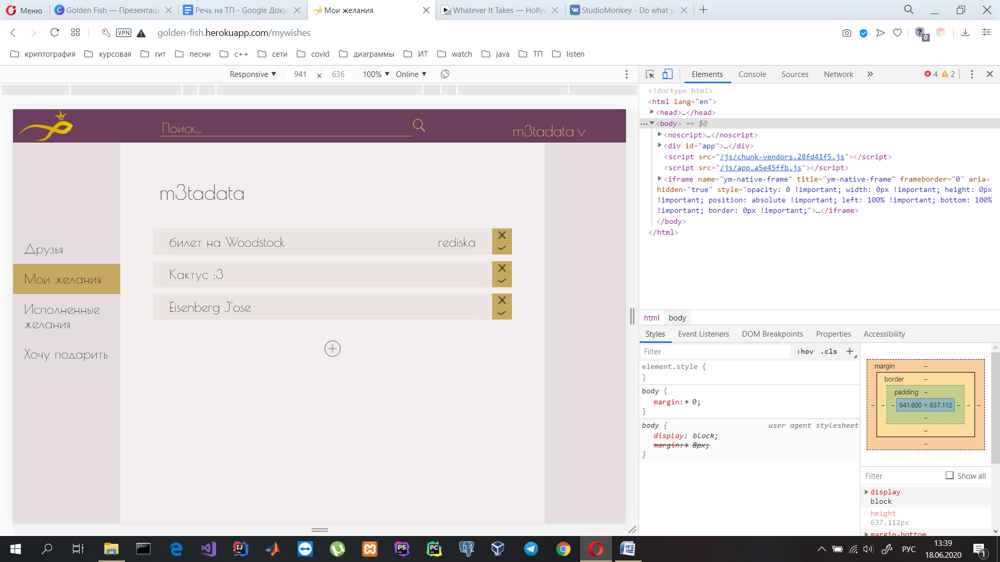 Меню
Golden Fish — Презентаци
Речь на ТП - Google Доку
Мои желания
Whatever It Takes — Hollyw
StudioMonkey - Do what y
VPN
golden-fish.herokuapp.com/mywishes
0
криптография
курсовая
гит
песни
c++
сети
covid
диаграммы
ИТ
watch
java
ТП
listen
Responsive ▼ 941 × 636 100% ▼ Online ▼
Elements Console Sources Network » 4 2
<!doctype html>
<html lang="en">
<head>…</head>
<body> == $0
<noscript>…</noscript>
<div id="app">…</div>
<script src="/js/chunk-vendors.28fd41f5.js"></script>
<script src="/js/app.a5e45ffb.js"></script>
<iframe name="ym-native-frame" title="ym-native-frame" frameborder="0" aria-
hidden="true" style="opacity: 0 !important; width: 0px !important; height: 0px
!important; position: absolute !important; left: 100% !important; bottom: 100%
!important; border: 0px !important;">…</iframe>
</body>
</html>
Поиск...
m3tadata
m3tadata
билет на Woodstock rediska
Кактус :3
Eisenberg J'ose
Друзья
Мои желания
Исполненные
желания
Хочу подарить
html body
Styles Event Listeners DOM Breakpoints Properties Accessibility
Filter :hov .cls +
element.style {
}
body {
margin: 0;
}
body { user agent stylesheet
display: block;
margin: 8px;
}
margin –
border –
padding –
– – – 941.600 × 637.112 – – –
–
–
–
Filter Show all
display
block
height
637.112px
margin-bottom
РУС
13:39
18.06.2020
1